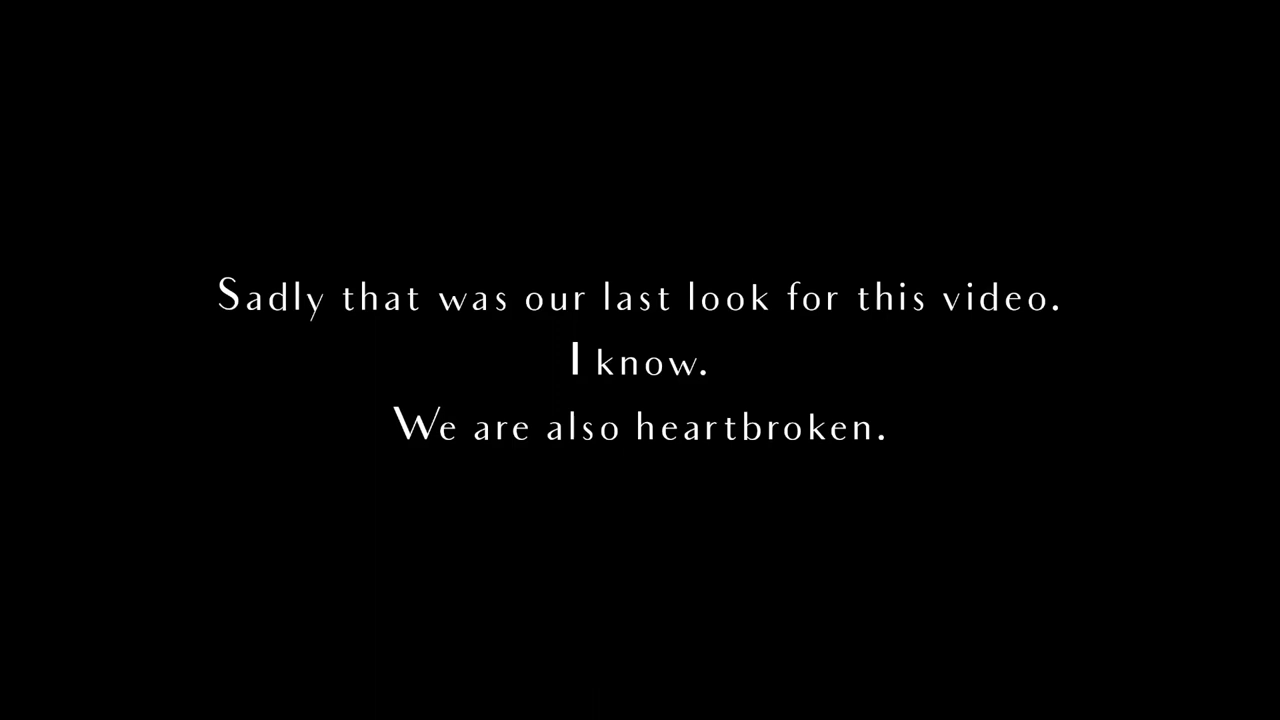 Sadly that was our last look for this video.
I know.
We are also heartbroken.